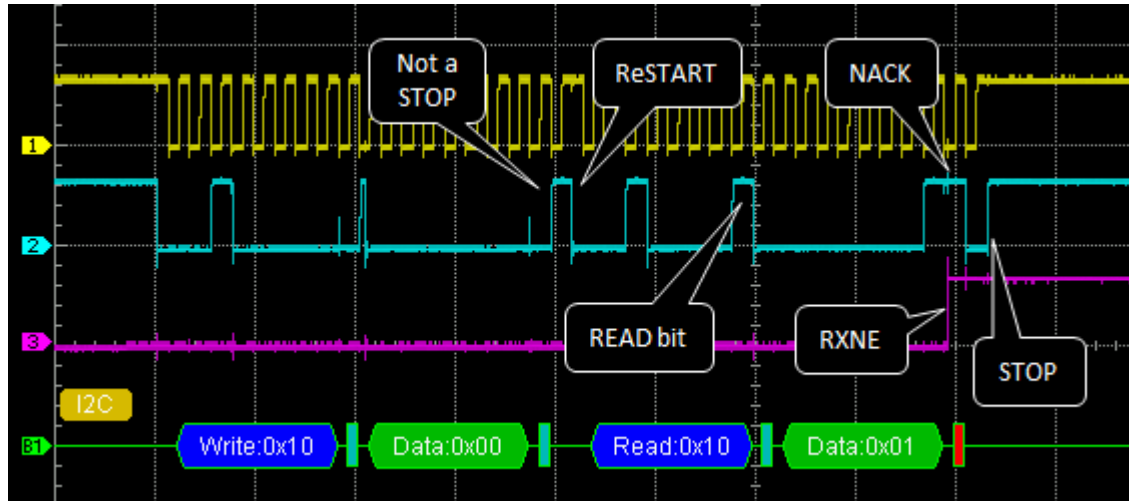 Not a
STOP
ReSTART
NACK
1
2
READ bit
RXNE
3
STOP
I2C
B1
Write:0x10
Data:0x00
Read:0x10
Data:0x01